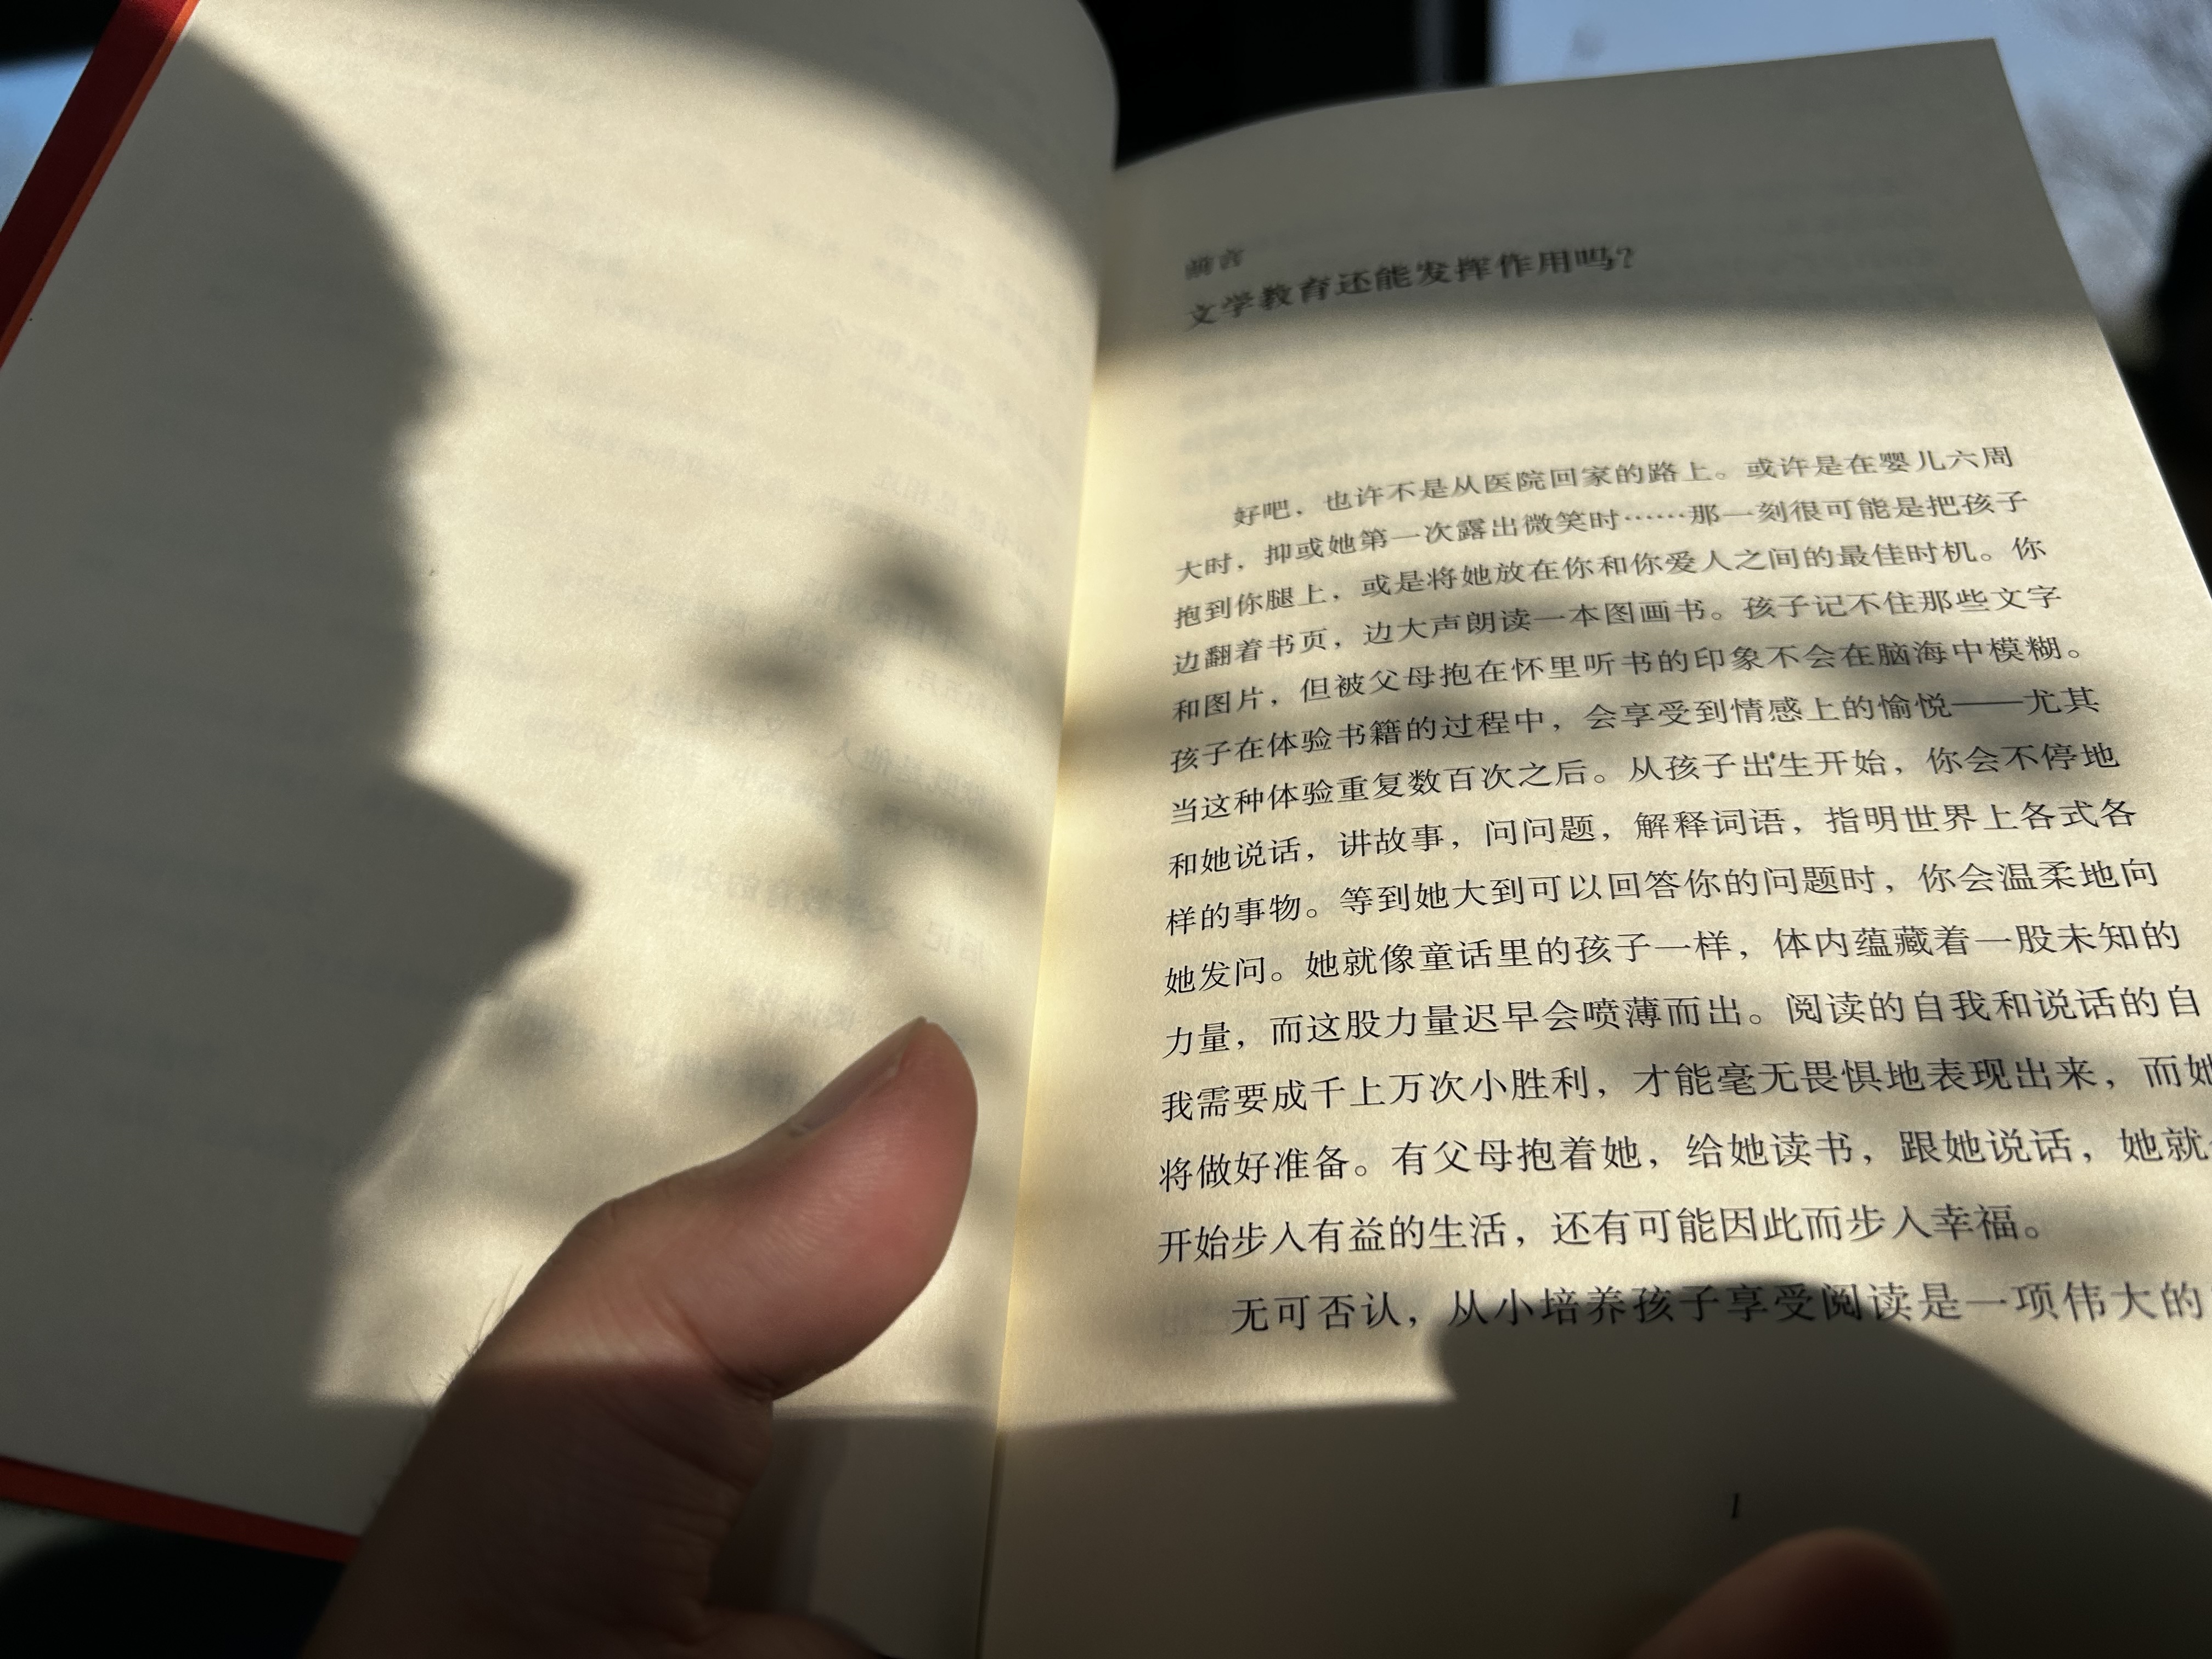 前言
文学教育还能发挥作用吗？
好吧，也许不是从医院回家的路上。或许是在婴儿六周
大时，抑或她第一次露出微笑时……那一刻很可能是把孩子
抱到你腿上，或是将她放在你和你爱人之间的最佳时机。你
边翻着书页，边大声朗读一本图画书。孩子记不住那些文字
和图片，但被父母抱在怀里听书的印象不会在脑海中模糊。
孩子在体验书籍的过程中，会享受到情感上的愉悦——尤其
当这种体验重复数百次之后。从孩子出生开始，你会不停地
和她说话，讲故事，问问题，解释词语，指明世界上各式各
样的事物。等到她大到可以回答你的问题时，你会温柔地向
她发问。她就像童话里的孩子一样，体内蕴藏着一股未知的
力量，而这股力量迟早会喷薄而出。阅读的自我和说话的自
我需要成千上万次小胜利，才能毫无畏惧地表现出来，而她
将做好准备。有父母抱着她，给她读书，跟她说话，她就
开始步入有益的生活，还有可能因此而步入幸福。
无可否认，从小培养孩子享受阅读是一项伟大的
1